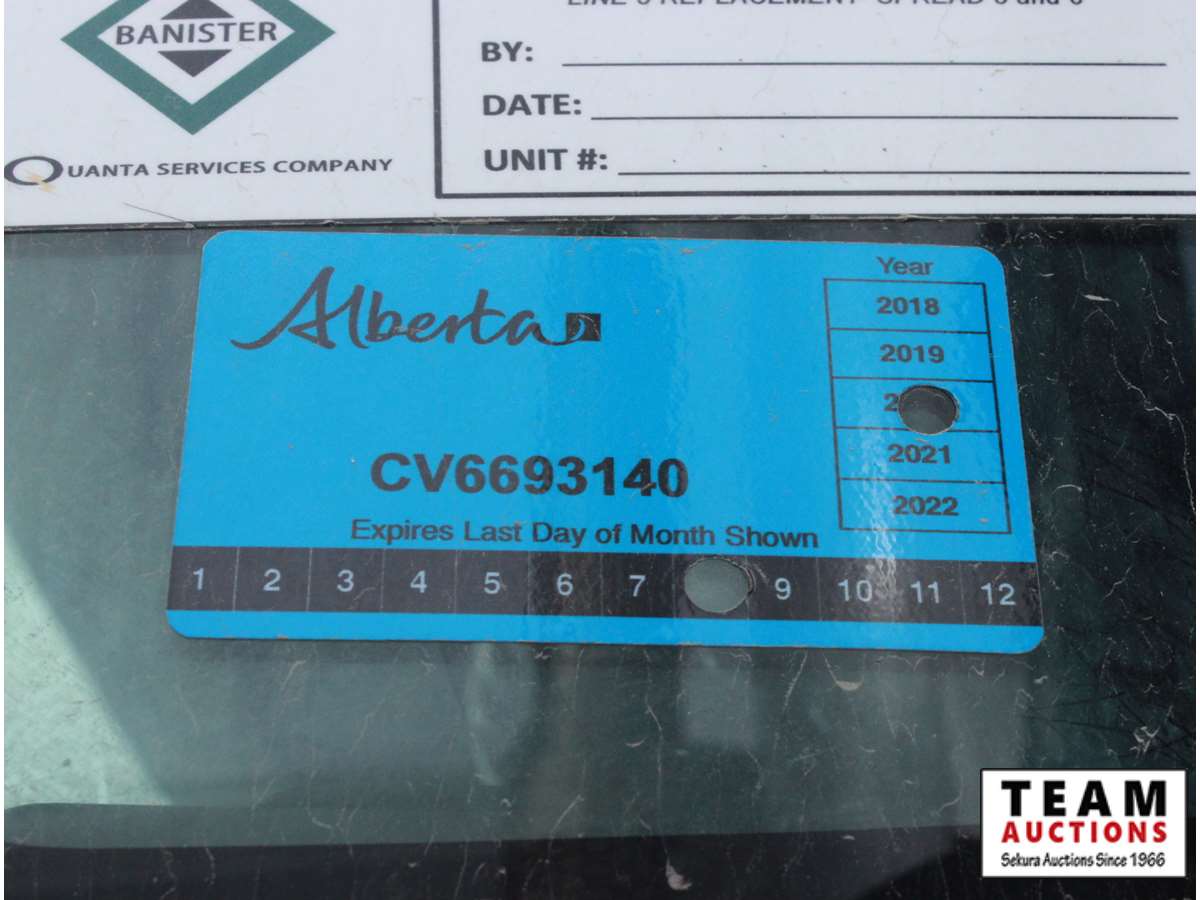 BANISTER
QUANTA SERVICES COMPANY
BY:
DATE:
UNIT #:
Alberta
Year
2018
2019
2021
2022
CV6693140
Expires Last Day of Month Shown
1 2 3 4 5 6 7 9 10 11 12
TEAM
AUCTIONS
Sekura Auctions Since 1966